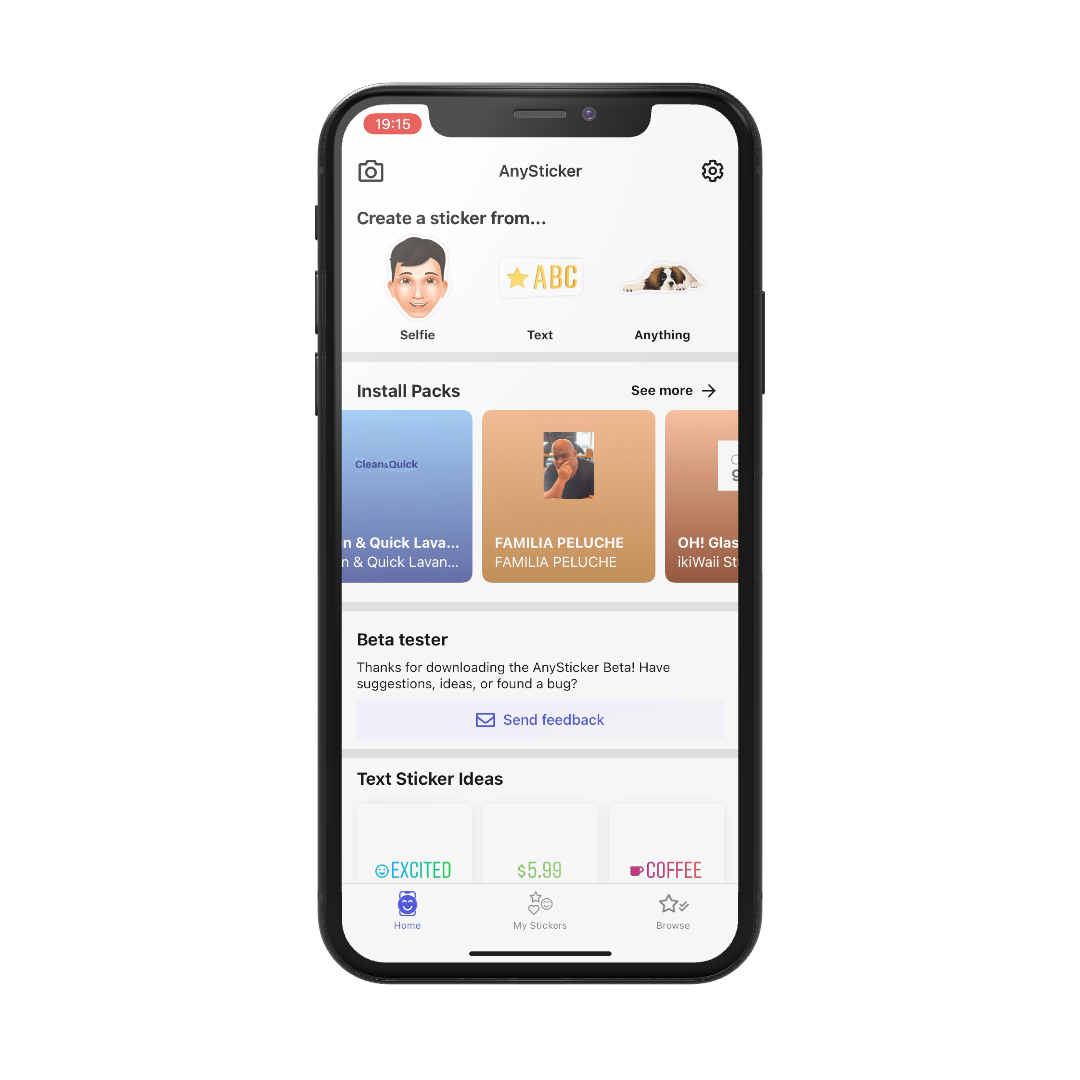 19:15
AnySticker
Create a sticker from...
ABC
Selfie
Text
Anything
Install Packs
See more
Clean&Quick
n & Quick Lava...
n & Quick Lavan...
FAMILIA PELUCHE
FAMILIA PELUCHE
OH! Glas
ikiWaii St
Beta tester
Thanks for downloading the AnySticker Beta! Have
suggestions, ideas, or found a bug?
Send feedback
Text Sticker Ideas
EXCITED
$5.99
COFFEE
Home
My Stickers
Browse